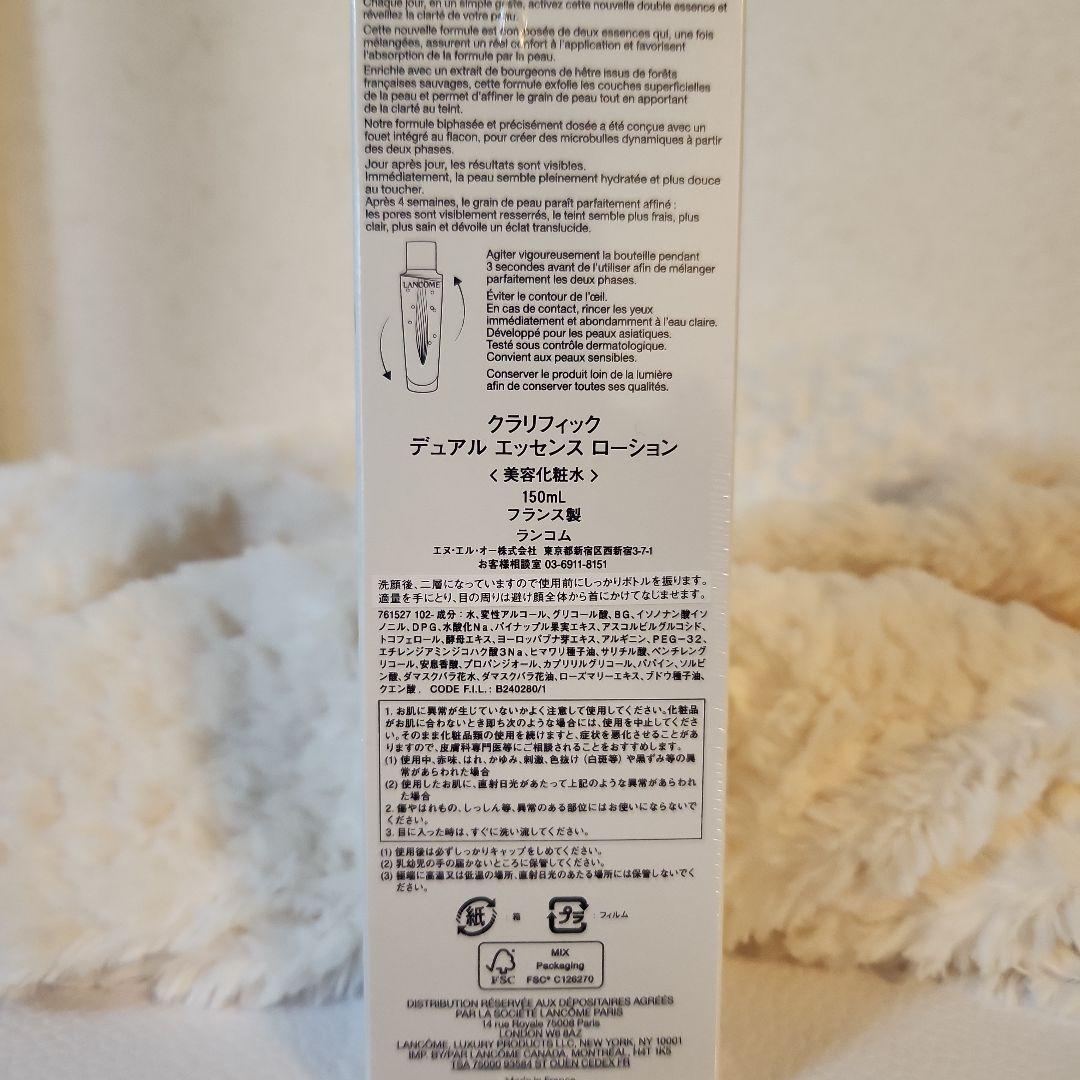 Chaque jour, en un simple geste, activez cette nouvelle double essence et
réveillez la clarté de votre peau.
Cette nouvelle formule est composée de deux essences qui, une fois
mélangées, assurent un réel confort à l'application et favorisent
l'absorption de la formule par la peau.
Enrichie avec un extrait de bourgeons de hêtre issus de forêts
françaises sauvages, cette formule exfolie les couches superficielles
de la peau et permet d'affiner le grain de peau tout en apportant
de la clarté au teint.
Notre formule biphasée et précisément dosée a été conçue avec un
fouet intégré au flacon, pour créer des microbulles dynamiques à partir
des deux phases.
Jour après jour, les résultats sont visibles.
Immédiatement, la peau semble pleinement hydratée et plus douce
au toucher.
Après 4 semaines, le grain de peau paraît parfaitement affiné :
les pores sont visiblement resserrés, le teint semble plus frais, plus
clair, plus sain et dévoile un éclat translucide.
LANCÔME
Agiter vigoureusement la bouteille pendant
3 secondes avant de l'utiliser afin de mélanger
parfaitement les deux phases.
Éviter le contour de l'œil.
En cas de contact, rincer les yeux
immédiatement et abondamment à l'eau claire.
Développé pour les peaux asiatiques.
Testé sous contrôle dermatologique.
Convient aux peaux sensibles.
Conserver le produit loin de la lumière
afin de conserver toutes ses qualités.
クラリフィック
デュアル エッセンス ローション
〈 美容化粧水 〉
150mL
フランス製
ランコム
エヌ・エル・オー株式会社 東京都新宿区西新宿3-7-1
お客様相談室 03-6911-8151
洗顔後、二層になっていますので使用前にしっかりボトルを振ります。
適量を手にとり、目の周りは避け顔全体から首にかけてなじませます。
761527 102- 成分：水、変性アルコール、グリコール酸、BG、イソノナン酸イソ
ノニル、DPG、水酸化Na、パイナップル果実エキス、アスコルビルグルコシド、
トコフェロール、酵母エキス、ヨーロッパブナ芽エキス、アルギニン、PEG-32、
エチレンジアミンジコハク酸3Na、ヒマワリ種子油、サリチル酸、ペンチレング
リコール、安息香酸、プロパンジオール、カプリリルグリコール、パパイン、ソルビ
ン酸、ダマスクバラ花水、ダマスクバラ花油、ローズマリーエキス、ブドウ種子油、
クエン酸. CODE F.I.L. : B240280/1
1. お肌に異常が生じていないかよく注意して使用してください。化粧品
がお肌に合わないとき即ち次のような場合には、使用を中止してくださ
い。そのまま化粧品類の使用を続けますと、症状を悪化させることがあ
りますので、皮膚科専門医等にご相談されることをおすすめします。
(1) 使用中、赤味、はれ、かゆみ、刺激、色抜け（白斑等）や黒ずみ等の異
常があらわれた場合
(2) 使用したお肌に、直射日光があたって上記のような異常があらわれ
た場合
2. 傷やはれもの、しっしん等、異常のある部位にはお使いにならないで
ください。
3. 目に入った時は、すぐに洗い流してください。
(1) 使用後は必ずしっかりキャップをしめてください。
(2) 乳幼児の手の届かないところに保管してください。
(3) 極端に高温又は低温の場所、直射日光のあたる場所には保管しないでく
ださい。
紙 : 箱 プラ : フィルム
MIX
Packaging
FSC FSC® C126270
DISTRIBUTION RÉSERVÉE AUX DÉPOSITAIRES AGRÉÉS
PAR LA SOCIÉTÉ LANCÔME PARIS
14 rue Royale 75008 Paris
LONDON W6 8AZ
LANCÔME, LUXURY PRODUCTS LLC, NEW YORK, NY 10001
IMP. BY/PAR LANCÔME CANADA, MONTRÉAL, H4T 1K5
TSA 75000 93584 ST OUEN CEDEX FR
Made in France